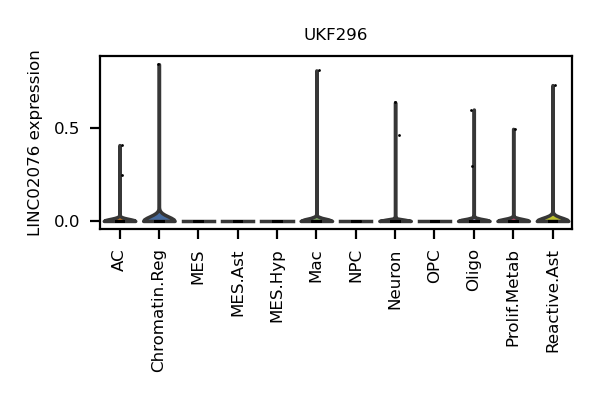 UKF296
LINC02076 expression
0.5
0.0
AC
Chromatin.Reg
MES
MES.Ast
MES.Hyp
Mac
NPC
Neuron
OPC
Oligo
Prolif.Metab
Reactive.Ast